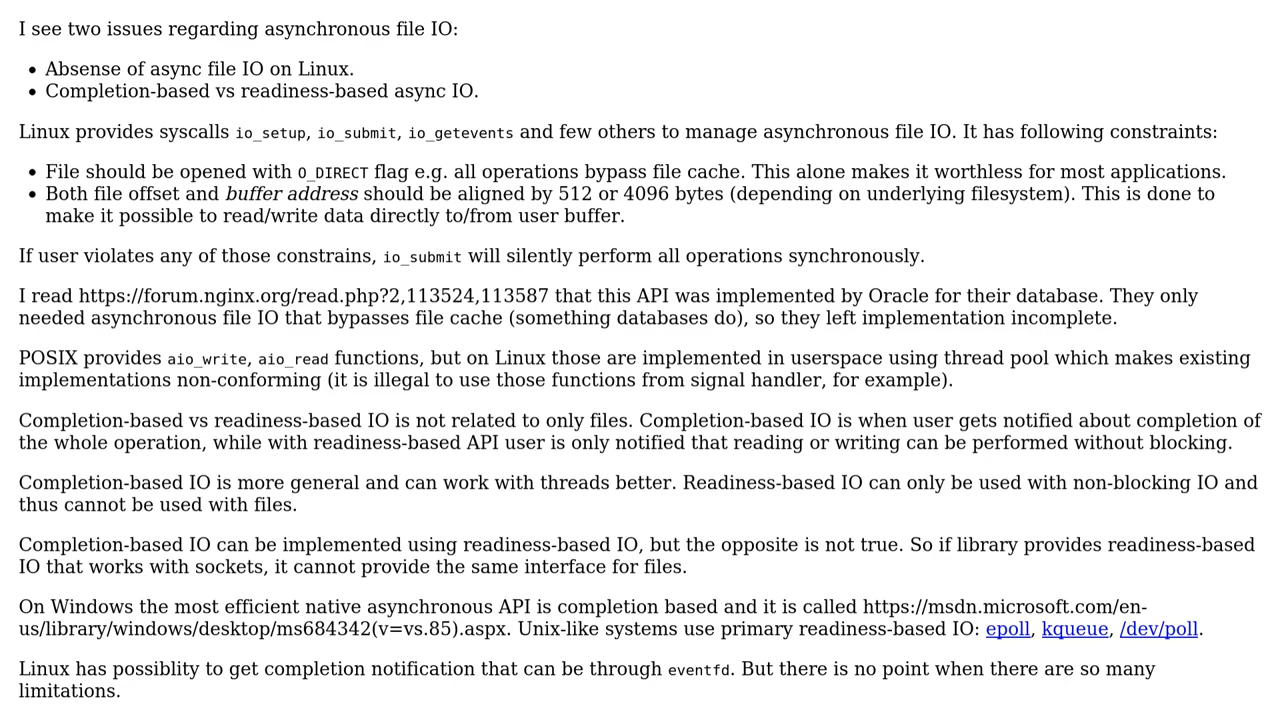 I see two issues regarding asynchronous file IO:
• Absense of async file IO on Linux.
• Completion-based vs readiness-based async IO.
Linux provides syscalls io_setup, io_submit, io_getevents and few others to manage asynchronous file IO. It has following constraints:
• File should be opened with O_DIRECT flag e.g. all operations bypass file cache. This alone makes it worthless for most applications.
• Both file offset and buffer address should be aligned by 512 or 4096 bytes (depending on underlying filesystem). This is done to
make it possible to read/write data directly to/from user buffer.
If user violates any of those constrains, io_submit will silently perform all operations synchronously.
I read https://forum.nginx.org/read.php?2,113524,113587 that this API was implemented by Oracle for their database. They only
needed asynchronous file IO that bypasses file cache (something databases do), so they left implementation incomplete.
POSIX provides aio_write, aio_read functions, but on Linux those are implemented in userspace using thread pool which makes existing
implementations non-conforming (it is illegal to use those functions from signal handler, for example).
Completion-based vs readiness-based IO is not related to only files. Completion-based IO is when user gets notified about completion of
the whole operation, while with readiness-based API user is only notified that reading or writing can be performed without blocking.
Completion-based IO is more general and can work with threads better. Readiness-based IO can only be used with non-blocking IO and
thus cannot be used with files.
Completion-based IO can be implemented using readiness-based IO, but the opposite is not true. So if library provides readiness-based
IO that works with sockets, it cannot provide the same interface for files.
On Windows the most efficient native asynchronous API is completion based and it is called https://msdn.microsoft.com/en-
us/library/windows/desktop/ms684342(v=vs.85).aspx. Unix-like systems use primary readiness-based IO: epoll, kqueue, /dev/poll.
Linux has possiblity to get completion notification that can be through eventfd. But there is no point when there are so many
limitations.